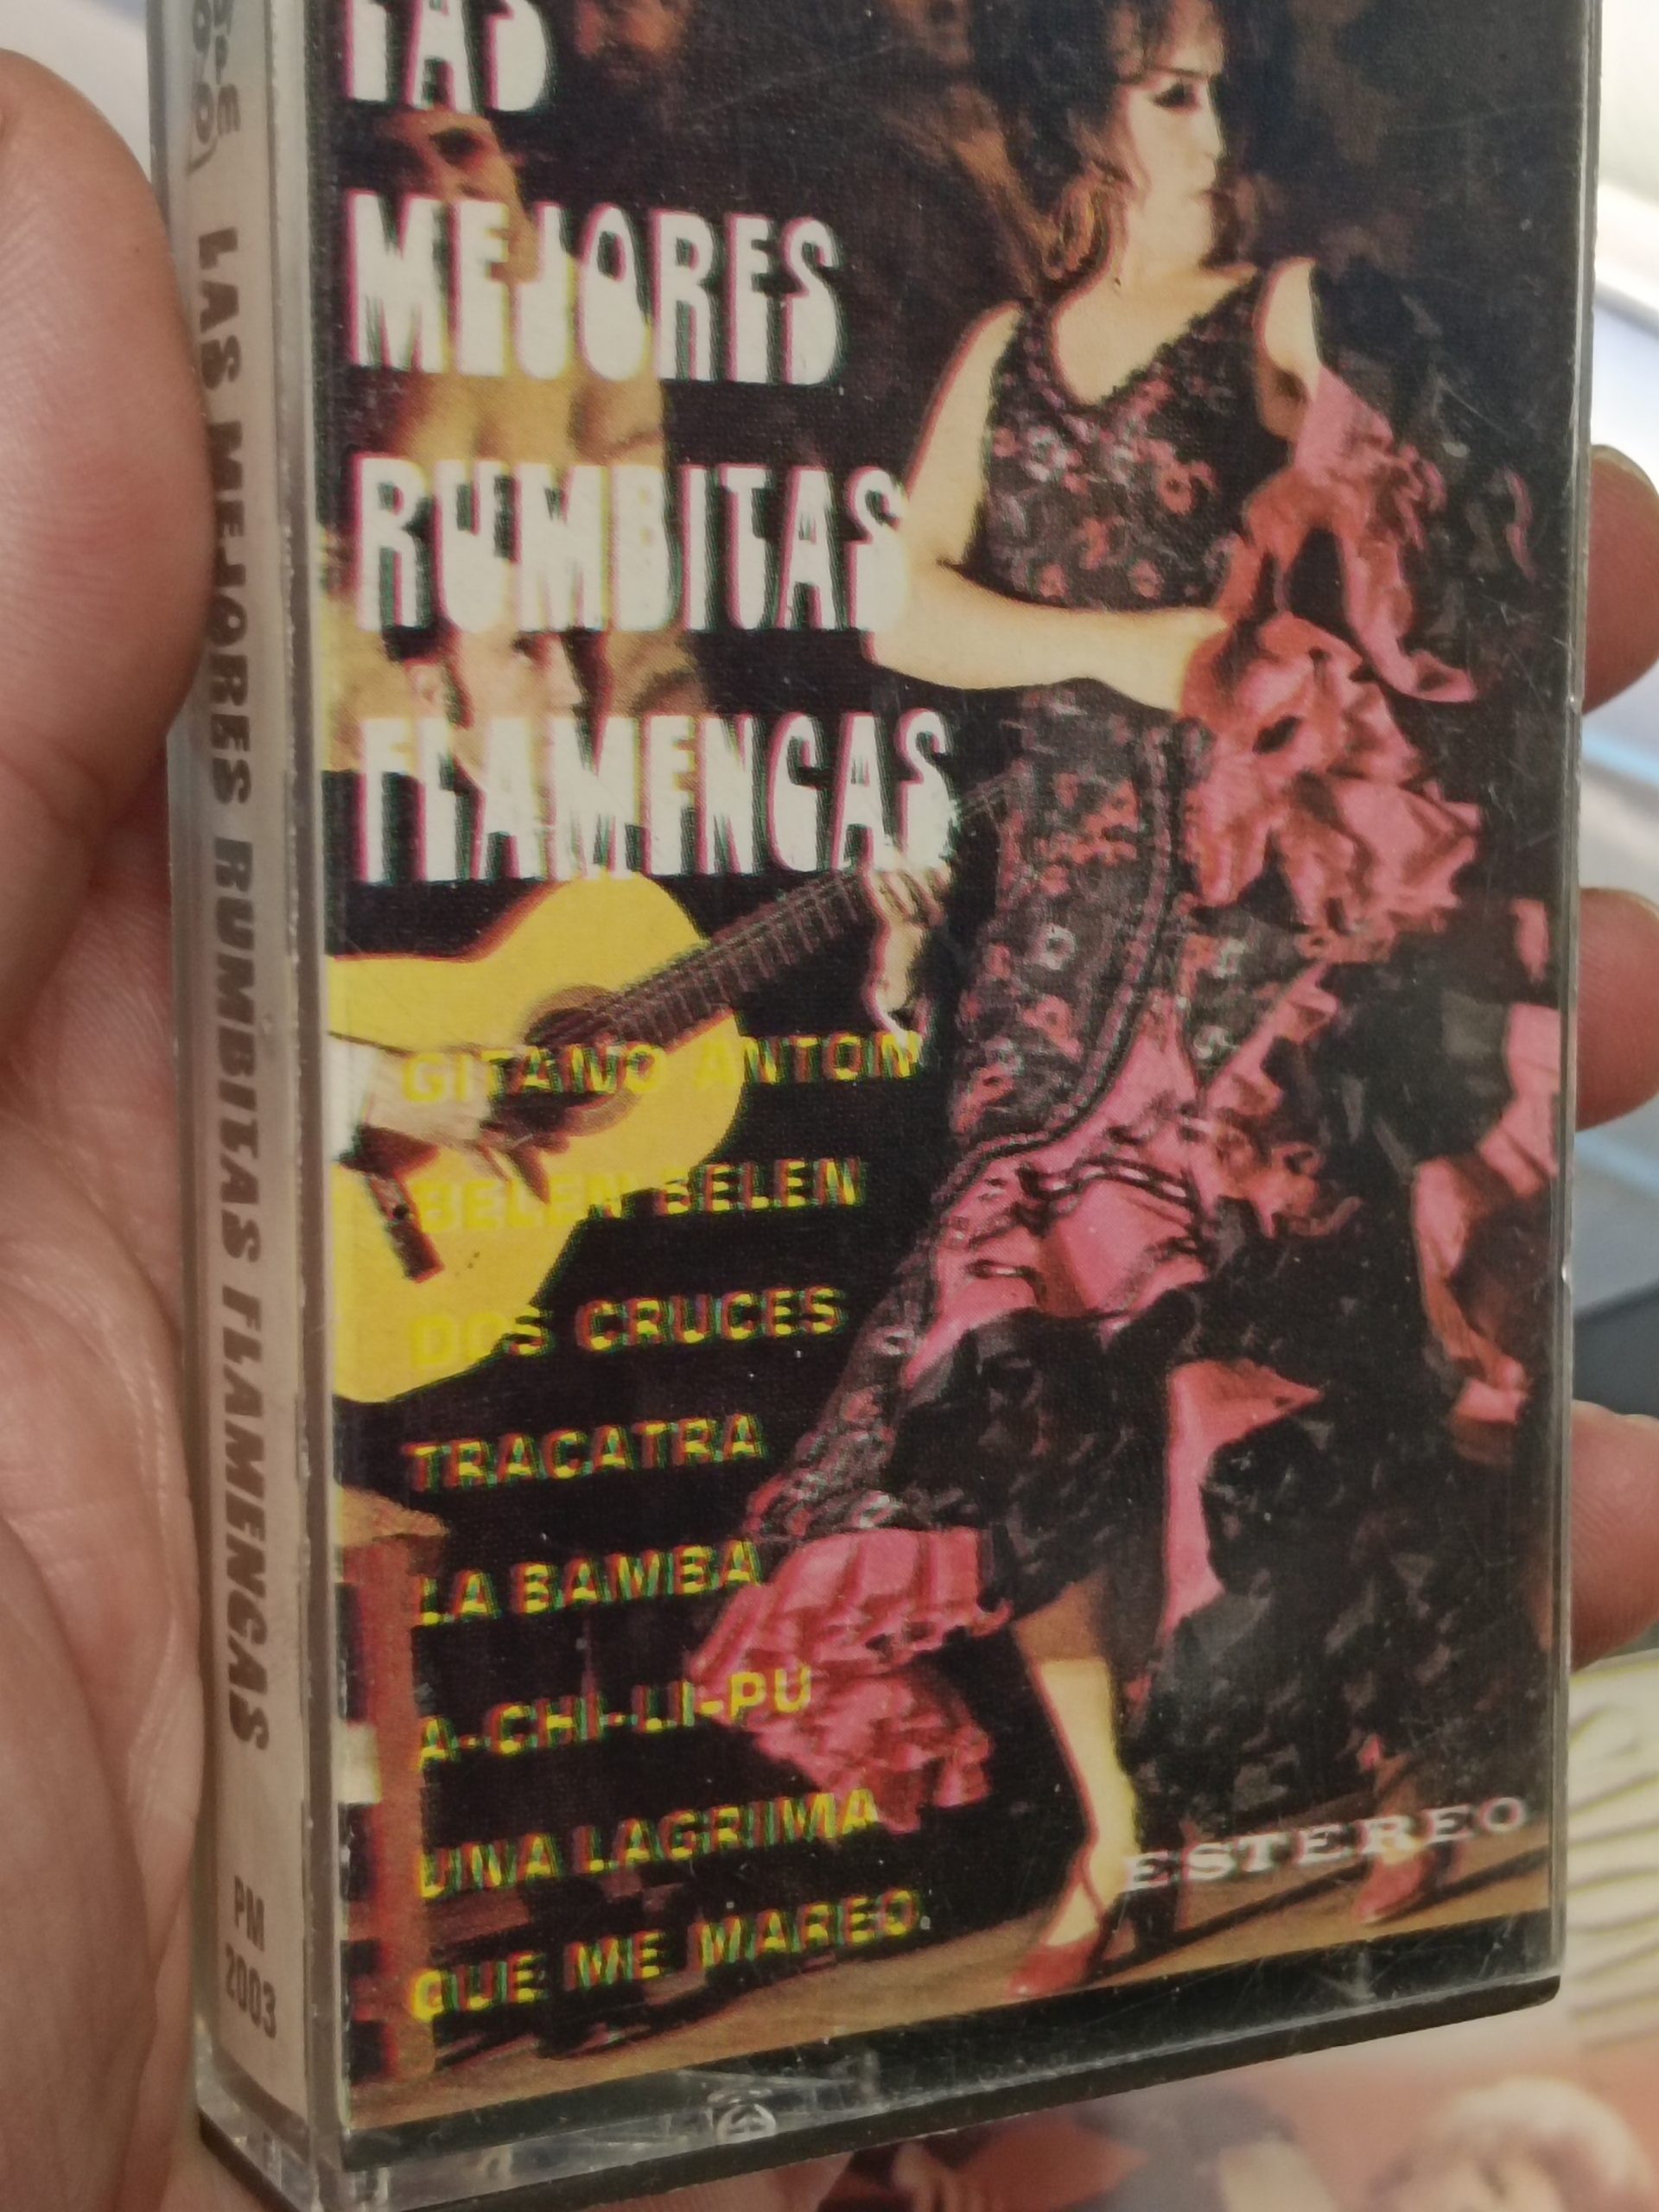 LAS
MEJORES
RUMBITAS
FLAMENCAS
GITANO ANTON
BELEN BELEN
DOS CRUCES
TRACATRA
LA BAMBA
A-CHI-LI-PU
UNA LAGRIMA
QUE ME MAREO.
ESTEREO
LAS MEJORES RUMBITAS FLAMENCAS
PM
2003